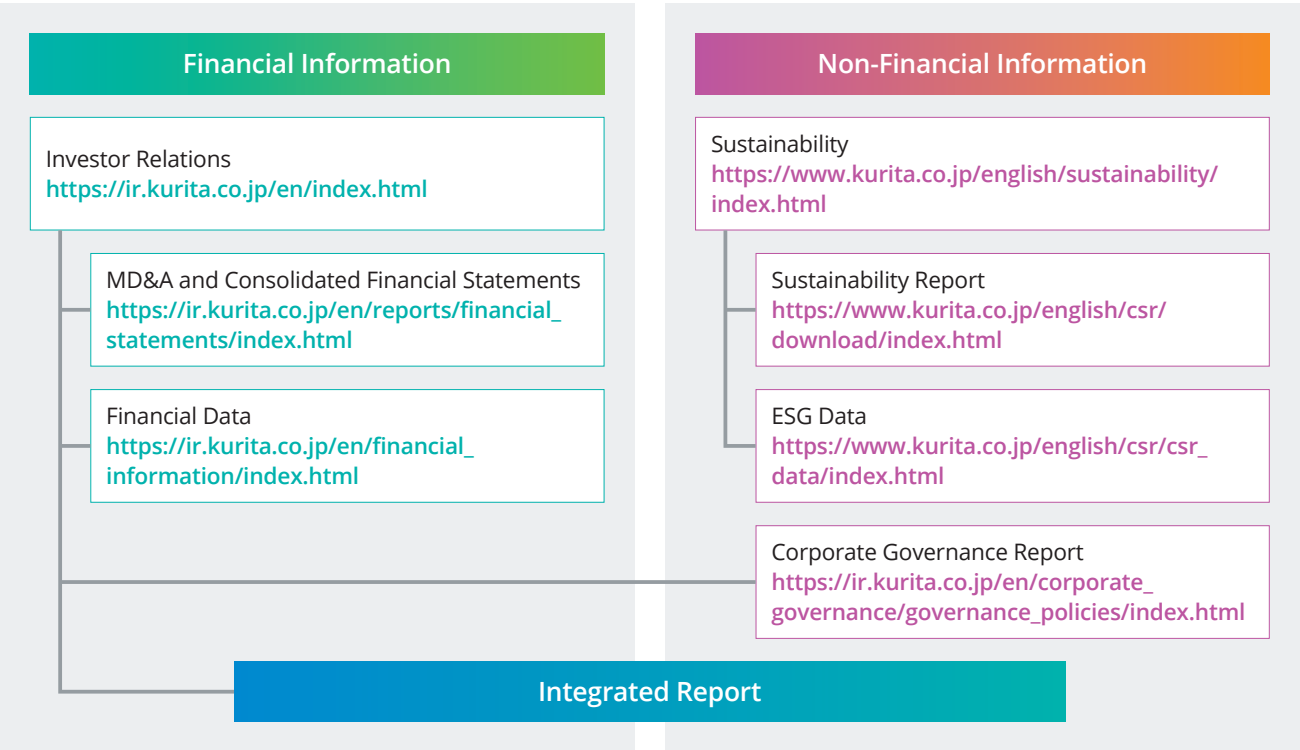 Financial Information
Investor Relations
https://ir.kurita.co.jp/en/index.html
MD&A and Consolidated Financial Statements
https://ir.kurita.co.jp/en/reports/financial_
statements/index.html
Financial Data
https://ir.kurita.co.jp/en/financial_
information/index.html
Non-Financial Information
Sustainability
https://www.kurita.co.jp/english/sustainability/
index.html
Sustainability Report
https://www.kurita.co.jp/english/csr/
download/index.html
ESG Data
https://www.kurita.co.jp/english/csr/csr_
data/index.html
Corporate Governance Report
https://ir.kurita.co.jp/en/corporate_
governance/governance_policies/index.html
Integrated Report